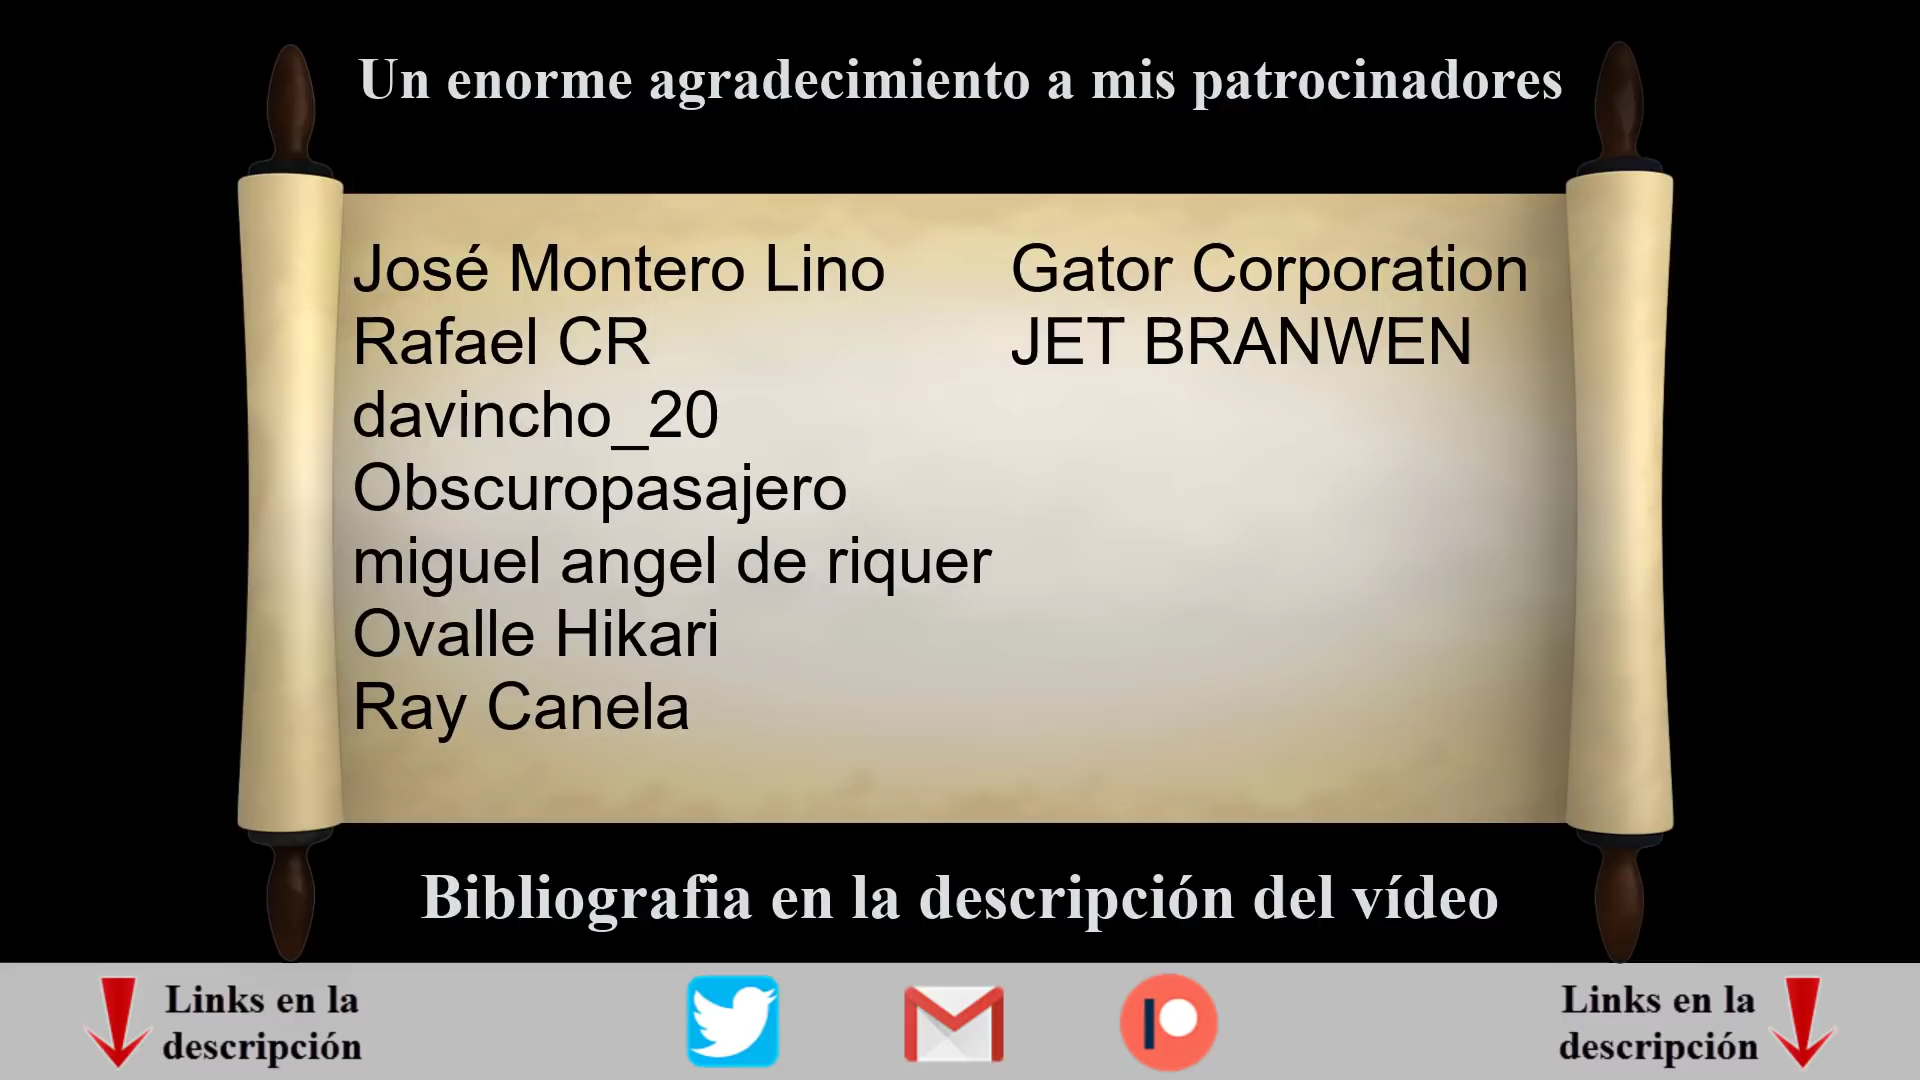 Un enorme agradecimiento a mis patrocinadores
José Montero Lino
Rafael CR
davincho_20
Obscuropasajero
miguel angel de riquer
Ovalle Hikari
Ray Canela
Gator Corporation
JET BRANWEN
Bibliografia en la descripción del vídeo
Links en la
descripción
Links en la
descripción